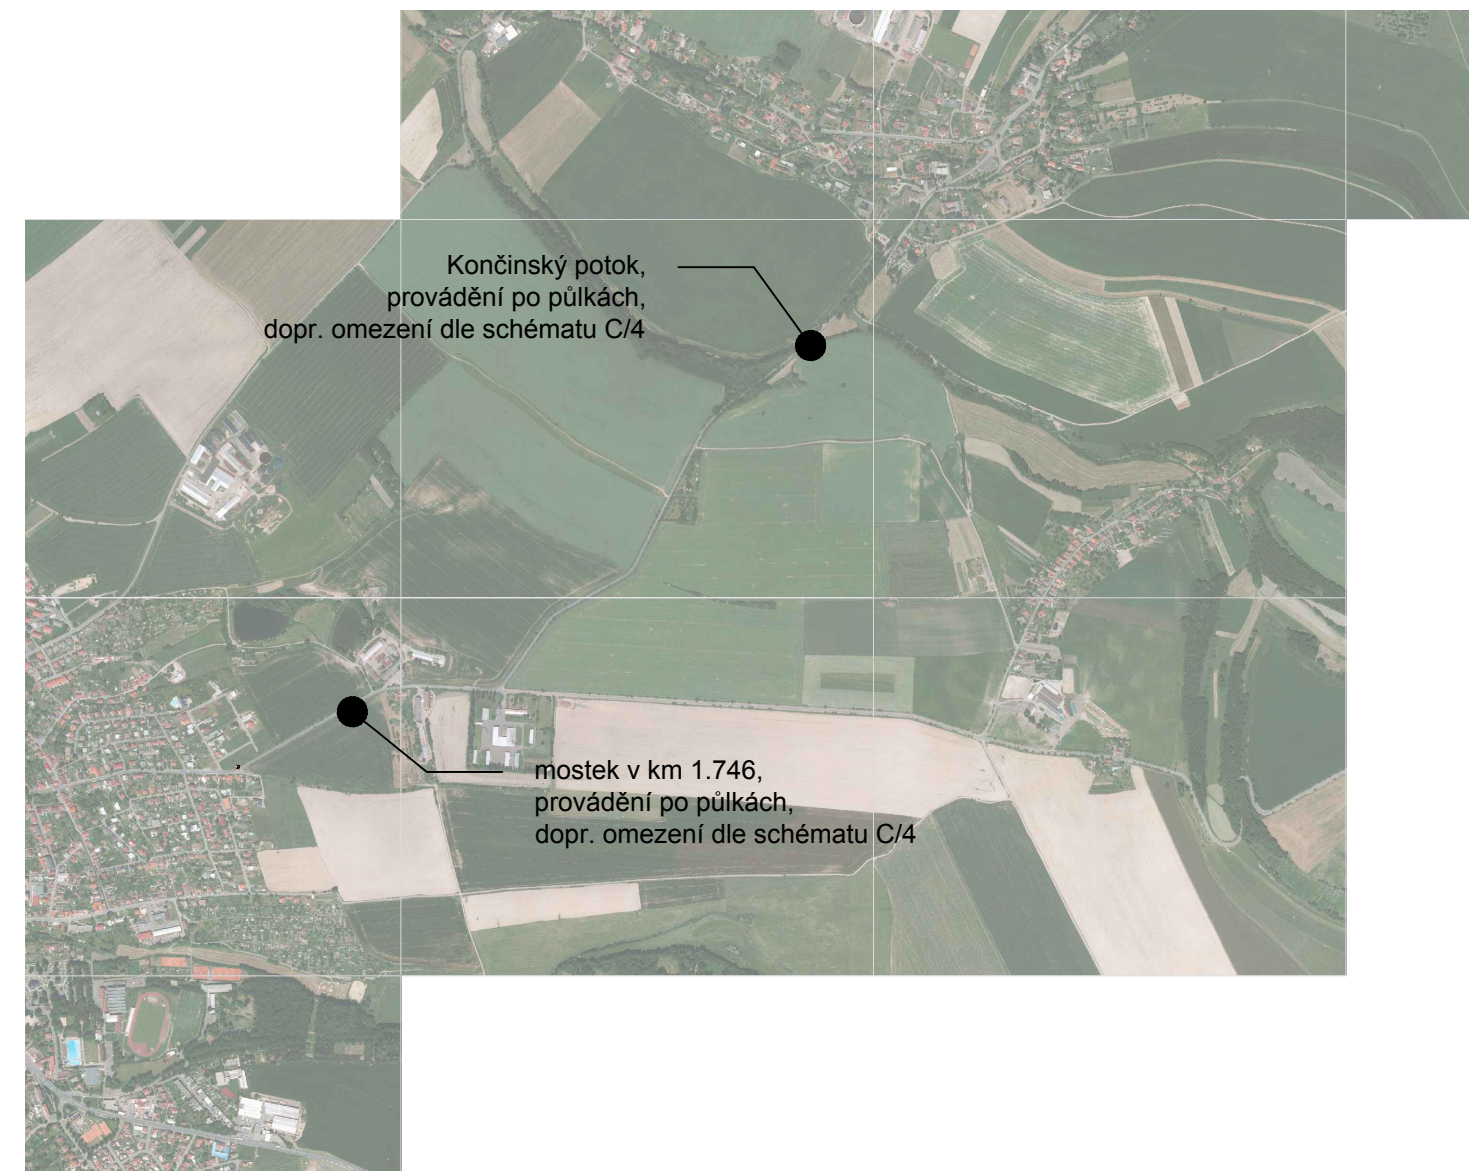 Končinský potok,
provádění po půlkách,
dopr. omezení dle schématu C/4
mostek v km 1.746,
provádění po půlkách,
dopr. omezení dle schématu C/4